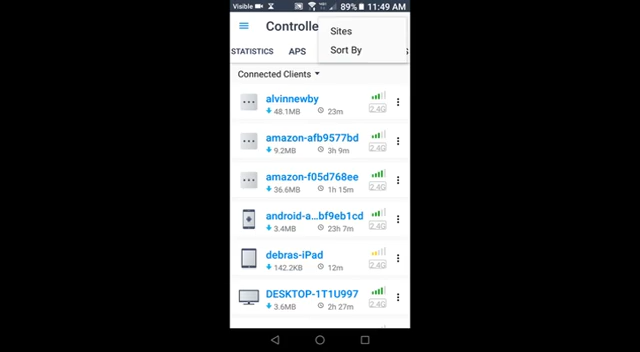 Visible 89% 11:49 AM
Controlle
Sites
Sort By
STATISTICS APS S
Connected Clients
alvinnewby
48.1MB 23m 2.4G
amazon-afb9577bd
9.2MB 3h 9m 2.4G
amazon-f05d768ee
36.6MB 1h 15m 2.4G
android-a...bf9eb1cd
3.4MB 23h 7m 2.4G
debras-iPad
142.2KB 12m 2.4G
DESKTOP-1T1U997
3.6MB 2h 27m 2.4G